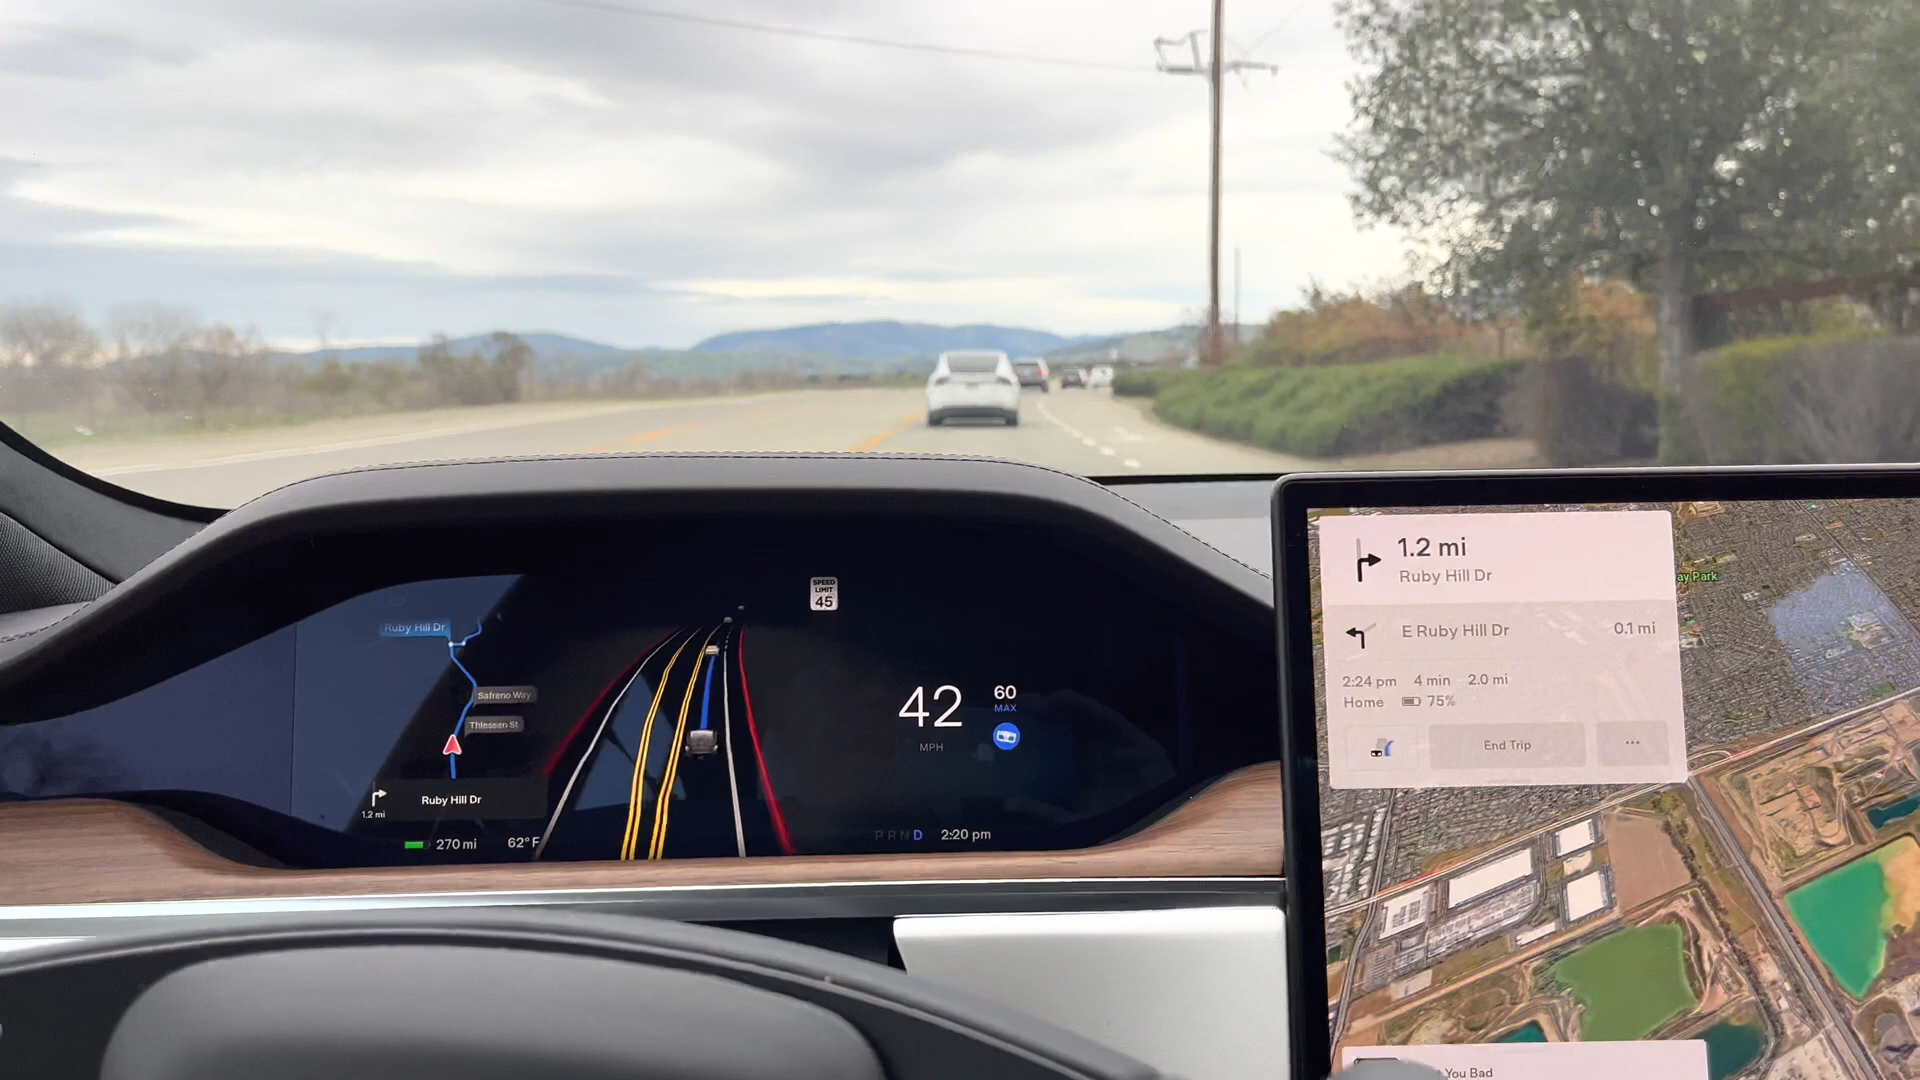 SPEED
LIMIT
45
Ruby Hill Dr
Safreno Way
Thiessen St
Ruby Hill Dr
1.2 mi
270 mi
62°F
42
MPH
60
MAX
P R N D
2:20 pm
1.2 mi
Ruby Hill Dr
E Ruby Hill Dr
0.1 mi
2:24 pm 4 min 2.0 mi
Home 75%
End Trip
...
ay Park
You Bad